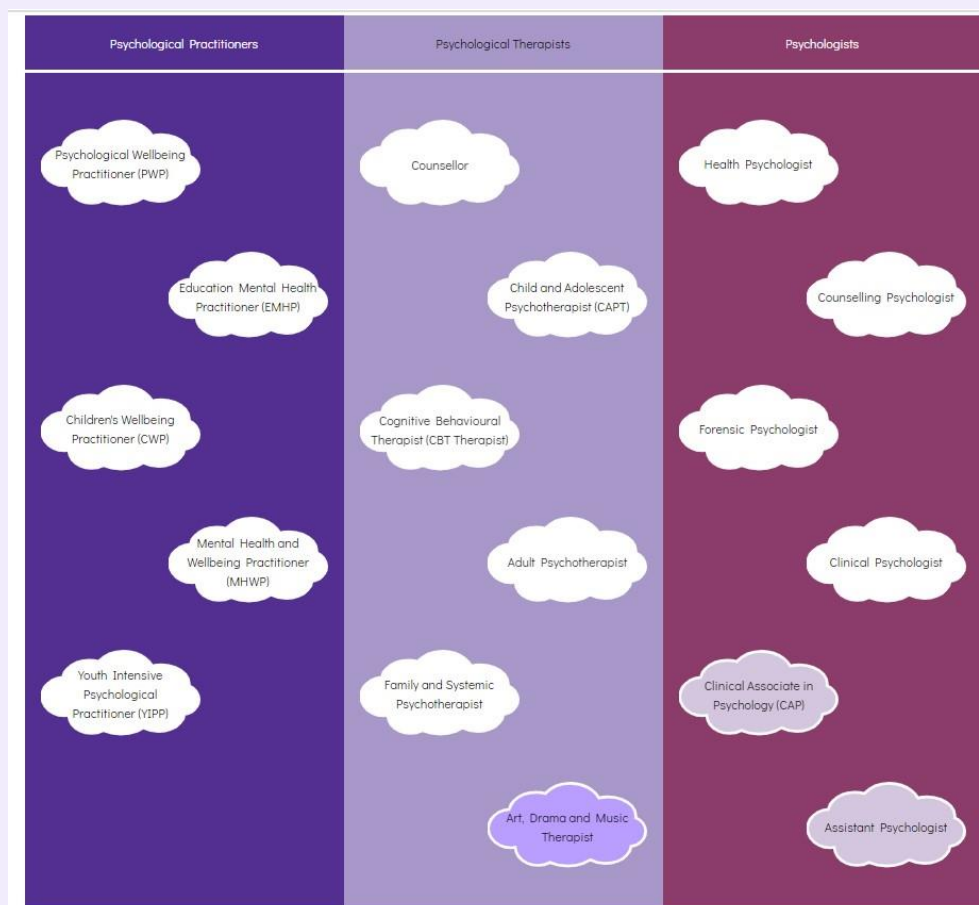 Psychological Practitioners
Psychological Therapists
Psychologists
Psychological Wellbeing
Practitioner (PWP)
Counsellor
Health Psychologist
Education Mental Health
Practitioner (EMHP)
Child and Adolescent
Psychotherapist (CAPT)
Counselling Psychologist
Children's Wellbeing
Practitioner (CWP)
Cognitive Behavioural
Therapist (CBT Therapist)
Forensic Psychologist
Mental Health and
Wellbeing Practitioner
(MHWP)
Adult Psychotherapist
Clinical Psychologist
Youth Intensive
Psychological
Practitioner (YIPP)
Family and Systemic
Psychotherapist
Clinical Associate in
Psychology (CAP)
Art, Drama and Music
Therapist
Assistant Psychologist